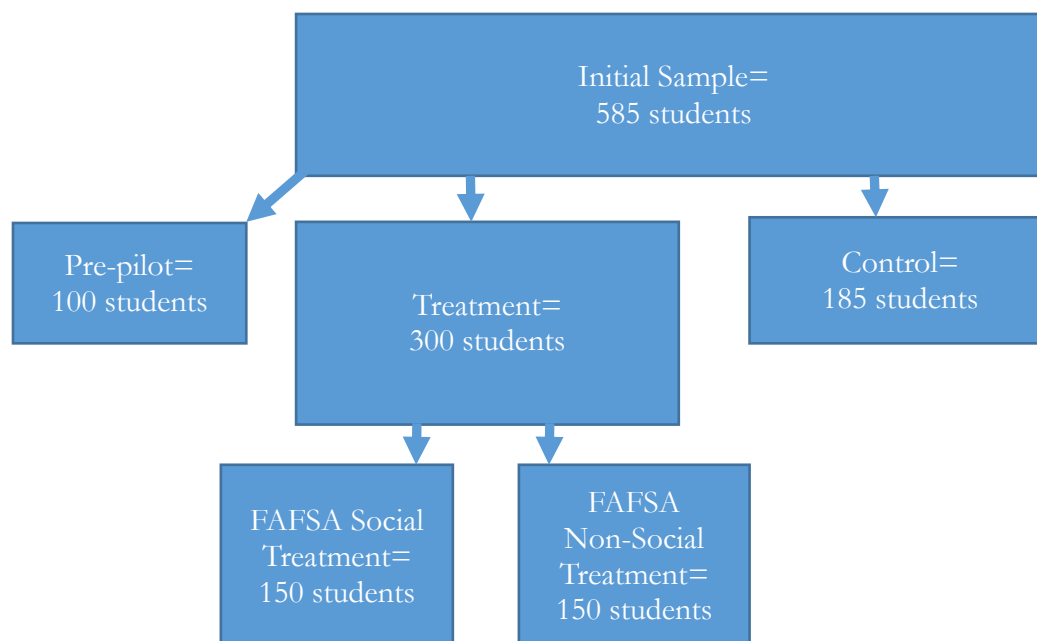 Initial Sample=
585 students
Pre-pilot=
100 students
Treatment=
300 students
Control=
185 students
FAFSA Social
Treatment=
150 students
FAFSA
Non-Social
Treatment=
150 students